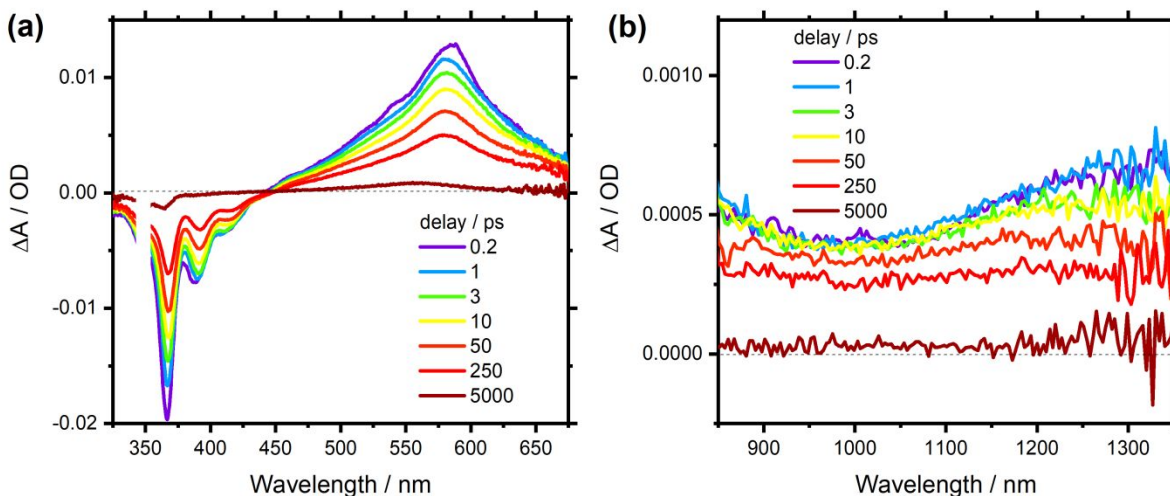 (a)
ΔA / OD
0.01
0.00
-0.01
-0.02
delay / ps
0.2
1
3
10
50
250
5000
350 400 450 500 550 600 650
Wavelength / nm
(b)
ΔA / OD
0.0010
0.0005
0.0000
delay / ps
0.2
1
3
10
50
250
5000
900 1000 1100 1200 1300
Wavelength / nm